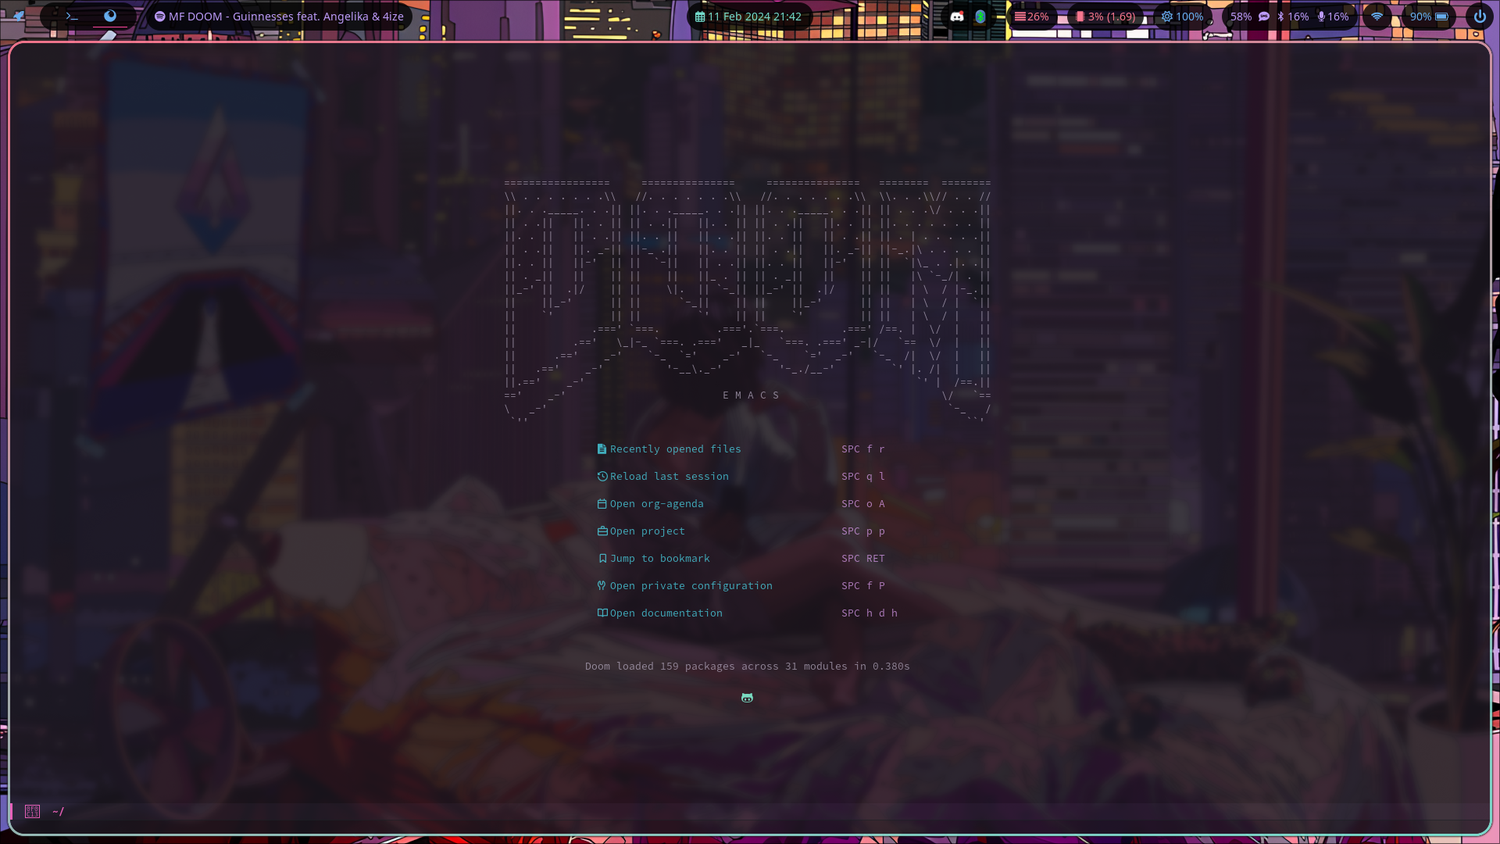 >_ MF DOOM - Guinnesses feat. Angelika & 4ize 11 Feb 2024 21:42 26% 3% (1.69) 100% 58% 16% 16% 90%
E M A C S
Recently opened files SPC f r
Reload last session SPC q l
Open org-agenda SPC o A
Open project SPC p p
Jump to bookmark SPC RET
Open private configuration SPC f P
Open documentation SPC h d h
Doom loaded 159 packages across 31 modules in 0.380s
~/